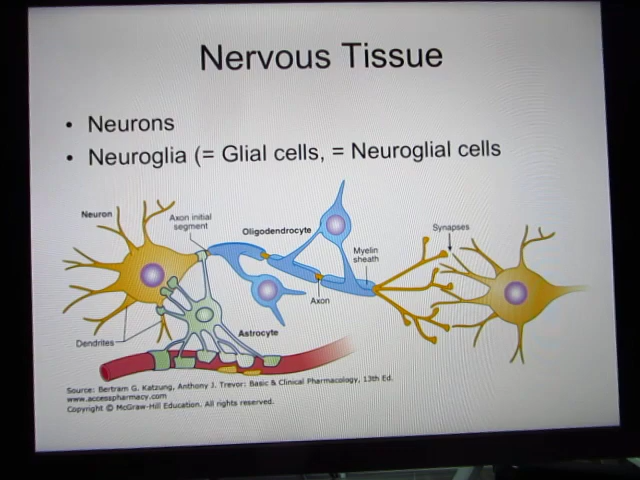 Nervous Tissue
• Neurons
• Neuroglia (= Glial cells, = Neuroglial cells
Neuron
Axon initial
segment
Oligodendrocyte
Synapses
Myelin
sheath
Axon
Astrocyte
Dendrites
Source: Bertram G. Katzung, Anthony J. Trevor: Basic & Clinical Pharmacology, 13th Ed.
www.accesspharmacy.com
Copyright © McGraw-Hill Education. All rights reserved.